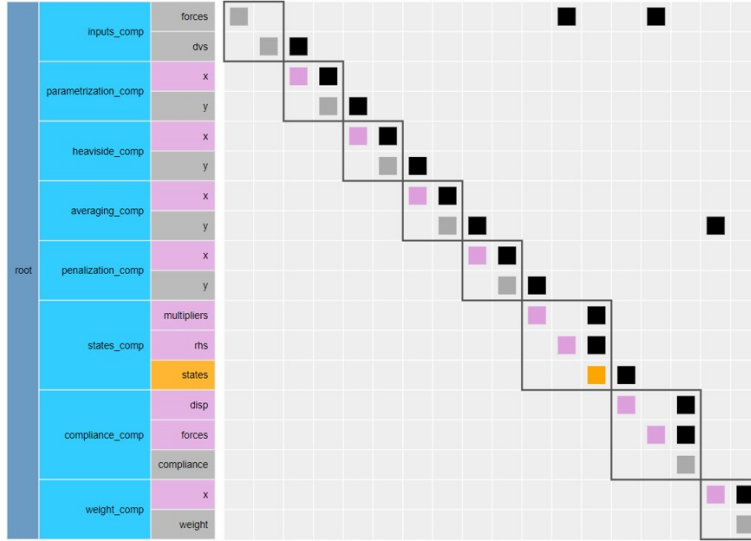 root
inputs_comp
forces
dvs
parametrization_comp
x
y
heaviside_comp
x
y
averaging_comp
x
y
penalization_comp
x
y
states_comp
multipliers
rhs
states
compliance_comp
disp
forces
compliance
weight_comp
x
weight